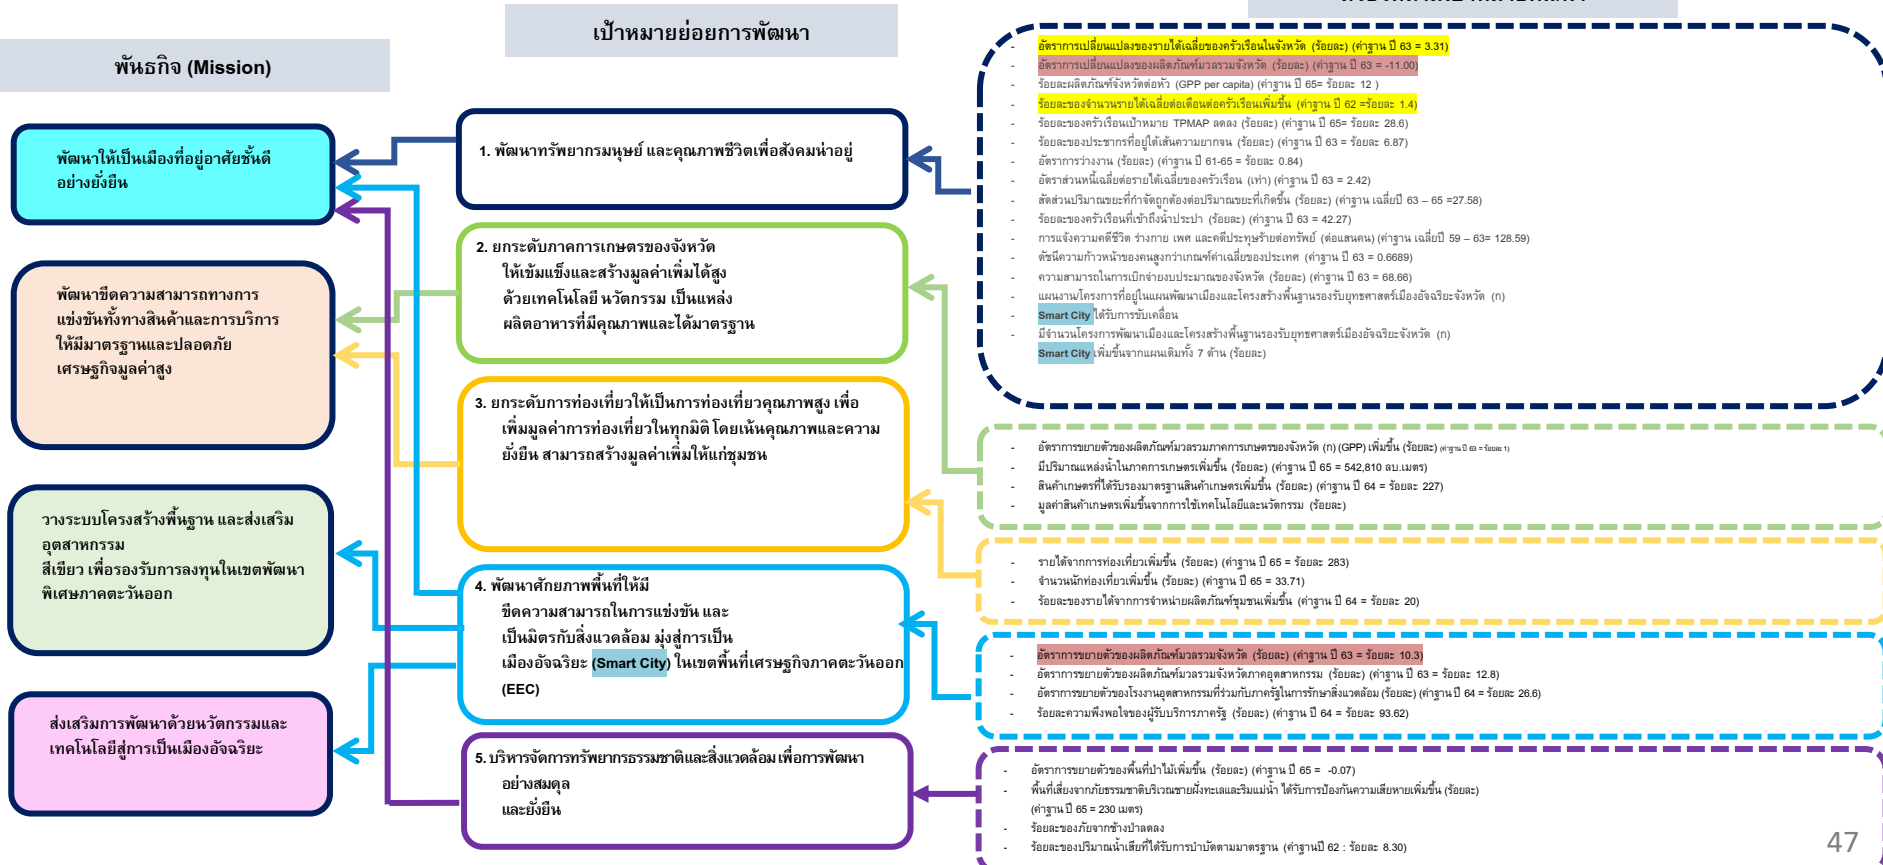 เป้าหมายย่อยการพัฒนา
พันธกิจ (Mission)
พัฒนาให้เป็นเมืองที่อยู่อาศัยชั้นดี
อย่างยั่งยืน
พัฒนาขีดความสามารถทางการ
แข่งขันทั้งทางสินค้าและการบริการ
ให้มีมาตรฐานและปลอดภัย
เศรษฐกิจมูลค่าสูง
วางระบบโครงสร้างพื้นฐาน และส่งเสริม
อุตสาหกรรม
สีเขียว เพื่อรองรับการลงทุนในเขตพัฒนา
พิเศษภาคตะวันออก
ส่งเสริมการพัฒนาด้วยนวัตกรรมและ
เทคโนโลยีสู่การเป็นเมืองอัจฉริยะ
1. พัฒนาทรัพยากรมนุษย์ และคุณภาพชีวิตเพื่อสังคมน่าอยู่
2. ยกระดับภาคการเกษตรของจังหวัด
ให้เข้มแข็งและสร้างมูลค่าเพิ่มได้สูง
ด้วยเทคโนโลยี นวัตกรรม เป็นแหล่ง
ผลิตอาหารที่มีคุณภาพและได้มาตรฐาน
3. ยกระดับการท่องเที่ยวให้เป็นการท่องเที่ยวคุณภาพสูง เพื่อ
เพิ่มมูลค่าการท่องเที่ยวในทุกมิติ โดยเน้นคุณภาพและความ
ยั่งยืน สามารถสร้างมูลค่าเพิ่มให้แก่ชุมชน
4. พัฒนาศักยภาพพื้นที่ให้มี
ขีดความสามารถในการแข่งขัน และ
เป็นมิตรกับสิ่งแวดล้อม มุ่งสู่การเป็น
เมืองอัจฉริยะ (Smart City) ในเขตพื้นที่เศรษฐกิจภาคตะวันออก
(EEC)
5. บริหารจัดการทรัพยากรธรรมชาติและสิ่งแวดล้อมเพื่อการพัฒนา
อย่างสมดุล
และยั่งยืน
- อัตราการเปลี่ยนแปลงของรายได้เฉลี่ยของครัวเรือนในจังหวัด (ร้อยละ) (ค่าฐาน ปี 63 = 3.31)
- อัตราการเปลี่ยนแปลงของผลิตภัณฑ์มวลรวมจังหวัด (ร้อยละ) (ค่าฐาน ปี 63 = -11.00)
- ร้อยละผลิตภัณฑ์จังหวัดต่อหัว (GPP per capita) (ค่าฐาน ปี 65= ร้อยละ 12 )
- ร้อยละของจำนวนรายได้เฉลี่ยต่อเดือนต่อครัวเรือนเพิ่มขึ้น (ค่าฐาน ปี 62 =ร้อยละ 1.4)
- ร้อยละของครัวเรือนเป้าหมาย TPMAP ลดลง (ร้อยละ) (ค่าฐาน ปี 65= ร้อยละ 28.6)
- ร้อยละของประชากรที่อยู่ใต้เส้นความยากจน (ร้อยละ) (ค่าฐาน ปี 63 = ร้อยละ 6.87)
- อัตราการว่างงาน (ร้อยละ) (ค่าฐาน ปี 61-65 = ร้อยละ 0.84)
- อัตราส่วนหนี้เฉลี่ยต่อรายได้เฉลี่ยของครัวเรือน (เท่า) (ค่าฐาน ปี 63 = 2.42)
- สัดส่วนปริมาณขยะที่กำจัดถูกต้องต่อปริมาณขยะที่เกิดขึ้น (ร้อยละ) (ค่าฐาน เฉลี่ยปี 63 – 65 =27.58)
- ร้อยละของครัวเรือนที่เข้าถึงน้ำประปา (ร้อยละ) (ค่าฐาน ปี 63 = 42.27)
- การแจ้งความคดีชีวิต ร่างกาย เพศ และคดีประทุษร้ายต่อทรัพย์ (ต่อแสนคน) (ค่าฐาน เฉลี่ยปี 59 – 63= 128.59)
- ดัชนีความก้าวหน้าของคนสูงกว่าเกณฑ์ค่าเฉลี่ยของประเทศ (ค่าฐาน ปี 63 = 0.6689)
- ความสามารถในการเบิกจ่ายงบประมาณของจังหวัด (ร้อยละ) (ค่าฐาน ปี 63 = 68.66)
- แผนงาน/โครงการที่อยู่ในแผนพัฒนาเมืองและโครงสร้างพื้นฐานรองรับยุทธศาสตร์เมืองอัจฉริยะจังหวัด (ก)
- Smart City ได้รับการขับเคลื่อน
- มีจำนวนโครงการพัฒนาเมืองและโครงสร้างพื้นฐานรองรับยุทธศาสตร์เมืองอัจฉริยะจังหวัด (ก)
Smart City เพิ่มขึ้นจากแผนเดิมทั้ง 7 ด้าน (ร้อยละ)
- อัตราการขยายตัวของผลิตภัณฑ์มวลรวมภาคการเกษตรของจังหวัด (ก) (GPP) เพิ่มขึ้น (ร้อยละ) (ค่าฐาน ปี 63 = ร้อยละ 1)
- มีปริมาณแหล่งน้ำในภาคการเกษตรเพิ่มขึ้น (ร้อยละ) (ค่าฐาน ปี 65 = 542,810 ลบ.เมตร)
- สินค้าเกษตรที่ได้รับรองมาตรฐานสินค้าเกษตรเพิ่มขึ้น (ร้อยละ) (ค่าฐาน ปี 64 = ร้อยละ 227)
- มูลค่าสินค้าเกษตรเพิ่มขึ้นจากการใช้เทคโนโลยีและนวัตกรรม (ร้อยละ)
- รายได้จากการท่องเที่ยวเพิ่มขึ้น (ร้อยละ) (ค่าฐาน ปี 65 = ร้อยละ 283)
- จำนวนนักท่องเที่ยวเพิ่มขึ้น (ร้อยละ) (ค่าฐาน ปี 65 = 33.71)
- ร้อยละของรายได้จากการจำหน่ายผลิตภัณฑ์ชุมชนเพิ่มขึ้น (ค่าฐาน ปี 64 = ร้อยละ 20)
- อัตราการขยายตัวของผลิตภัณฑ์มวลรวมจังหวัด (ร้อยละ) (ค่าฐาน ปี 63 = ร้อยละ 10.3)
- อัตราการขยายตัวของผลิตภัณฑ์มวลรวมจังหวัดภาคอุตสาหกรรม (ร้อยละ) (ค่าฐาน ปี 63 = ร้อยละ 12.8)
- อัตราการขยายตัวของโรงงานอุตสาหกรรมที่ร่วมกับภาครัฐในการรักษาสิ่งแวดล้อม (ร้อยละ) (ค่าฐาน ปี 64 = ร้อยละ 26.6)
- ร้อยละความพึงพอใจของผู้รับบริการภาครัฐ (ร้อยละ) (ค่าฐาน ปี 64 = ร้อยละ 93.62)
- อัตราการขยายตัวของพื้นที่ป่าไม้เพิ่มขึ้น (ร้อยละ) (ค่าฐาน ปี 65 = -0.07)
- พื้นที่เสี่ยงจากภัยธรรมชาติบริเวณชายฝั่งทะเลและริมแม่น้ำ ได้รับการป้องกันความเสียหายเพิ่มขึ้น (ร้อยละ)
(ค่าฐาน ปี 65 = 230 เมตร)
- ร้อยละของภัยจากช้างป่าลดลง
- ร้อยละของปริมาณน้ำเสียที่ได้รับการบำบัดตามมาตรฐาน (ค่าฐานปี 62 : ร้อยละ 8.30)
47